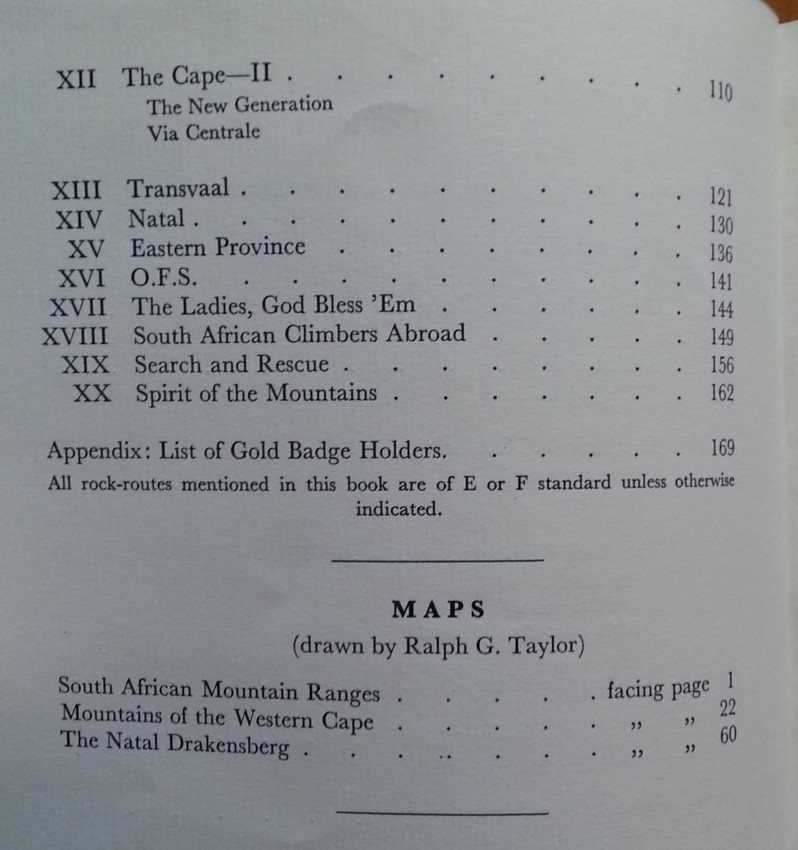 XII The Cape—II . . . . . . . . . 110
The New Generation
Via Centrale
XIII Transvaal . . . . . . . . . . 121
XIV Natal . . . . . . . . . . . 130
XV Eastern Province . . . . . . . . 136
XVI O.F.S. . . . . . . . . . . 141
XVII The Ladies, God Bless 'Em . . . . . . 144
XVIII South African Climbers Abroad . . . . . 149
XIX Search and Rescue . . . . . . . . 156
XX Spirit of the Mountains . . . . . . . 162
Appendix: List of Gold Badge Holders. . . . . . 169
All rock-routes mentioned in this book are of E or F standard unless otherwise
indicated.
MAPS
(drawn by Ralph G. Taylor)
South African Mountain Ranges . . . . . facing page 1
Mountains of the Western Cape . . . . . ,, ,, 22
The Natal Drakensberg . . . .. . . . ,, ,, 60